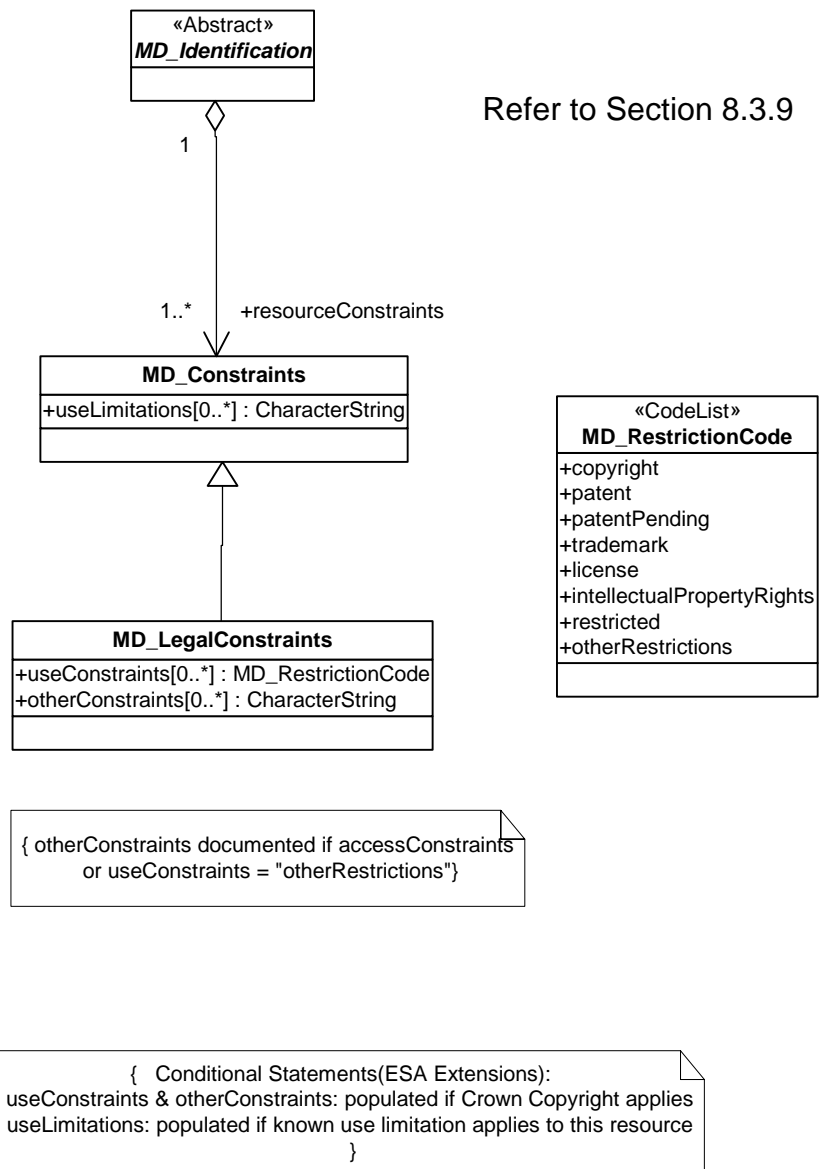 «Abstract»
MD_Identification
Refer to Section 8.3.9
1
1..*
+resourceConstraints
MD_Constraints
+useLimitations[0..*] : CharacterString
«CodeList»
MD_RestrictionCode
+copyright
+patent
+patentPending
+trademark
+license
+intellectualPropertyRights
+restricted
+otherRestrictions
MD_LegalConstraints
+useConstraints[0..*] : MD_RestrictionCode
+otherConstraints[0..*] : CharacterString
{ otherConstraints documented if accessConstraints
or useConstraints = "otherRestrictions"}
{ Conditional Statements(ESA Extensions):
useConstraints & otherConstraints: populated if Crown Copyright applies
useLimitations: populated if known use limitation applies to this resource
}